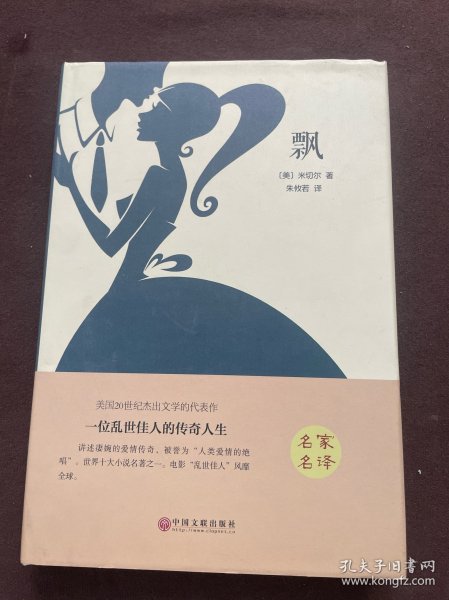 飘
[美] 米切尔 著
朱攸若 译
美国20世纪杰出文学的代表作
一位乱世佳人的传奇人生
讲述凄婉的爱情传奇、被誉为“人类爱情的绝
唱”。世界十大小说名著之一。电影“乱世佳人”风靡
全球。
名家
名译
中国文联出版社
http://www.clapnet.cn
孔夫子旧书网
www.kongfz.com